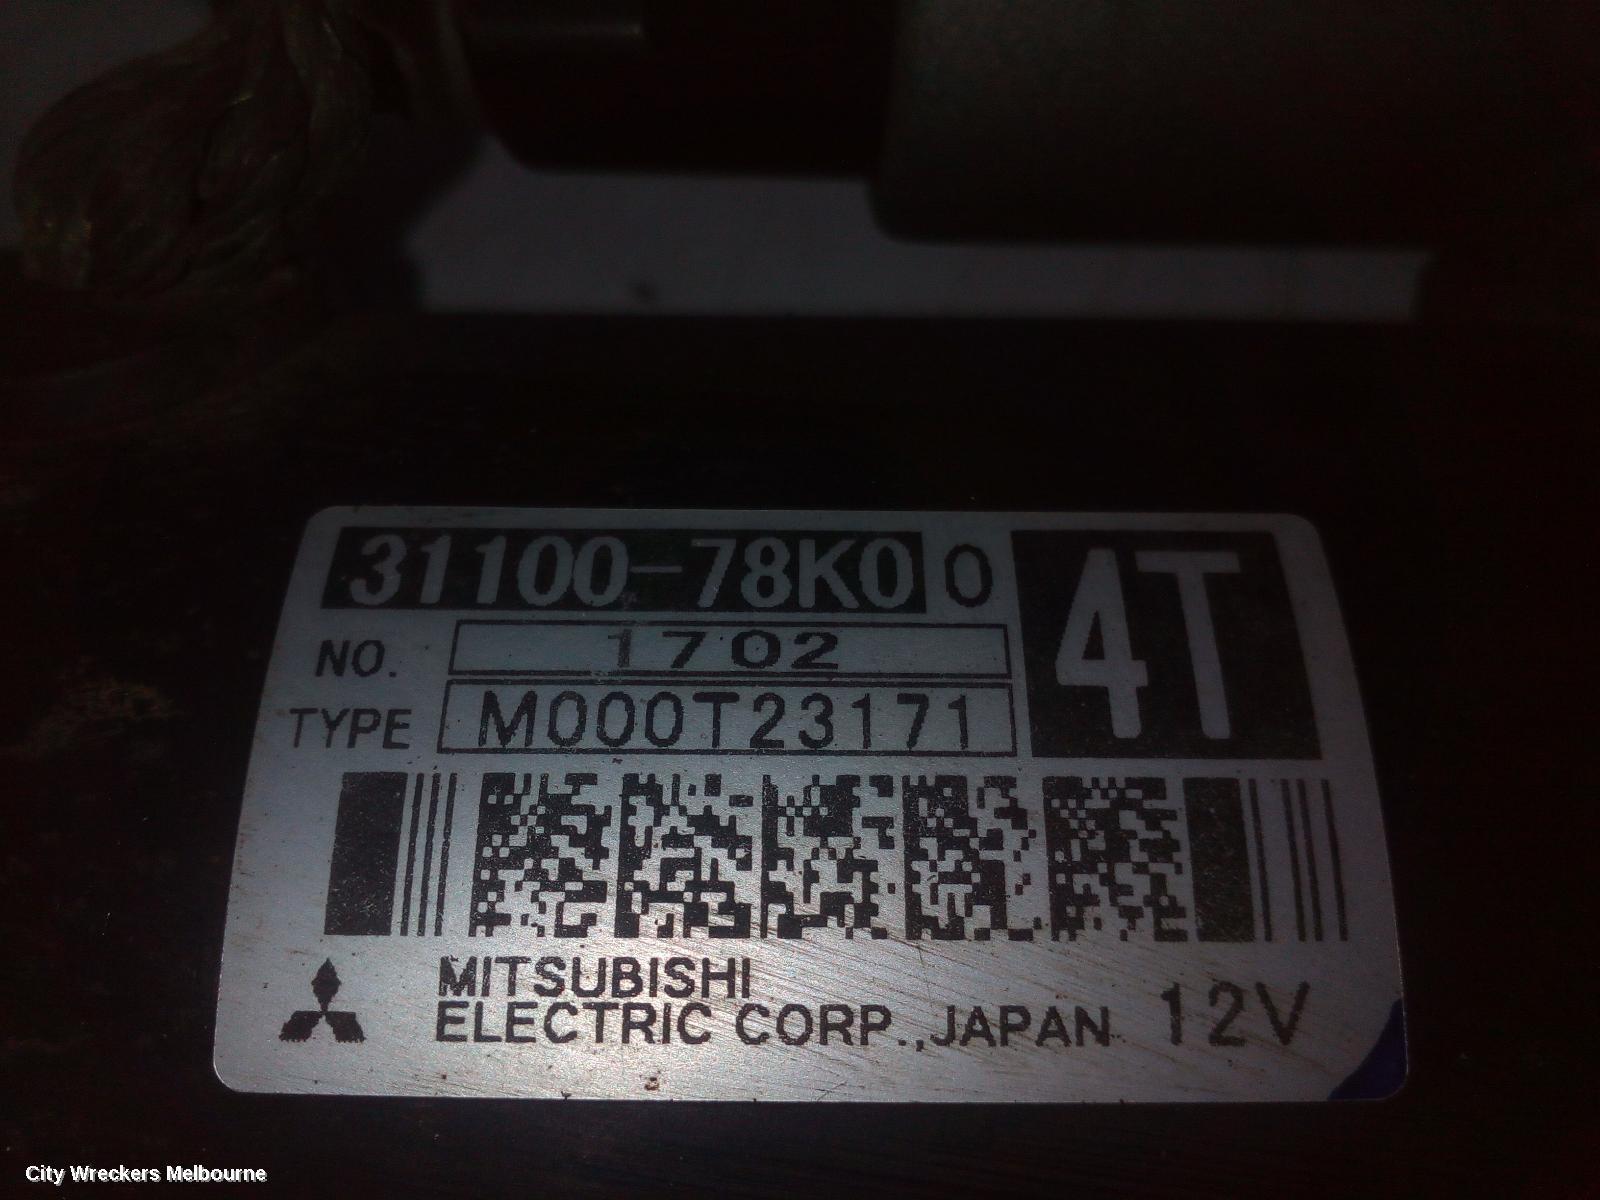 31100-78K0 0
4T
NO. 1702
TYPE M000T23171
MITSUBISHI
ELECTRIC CORP., JAPAN 12V
City Wreckers Melbourne